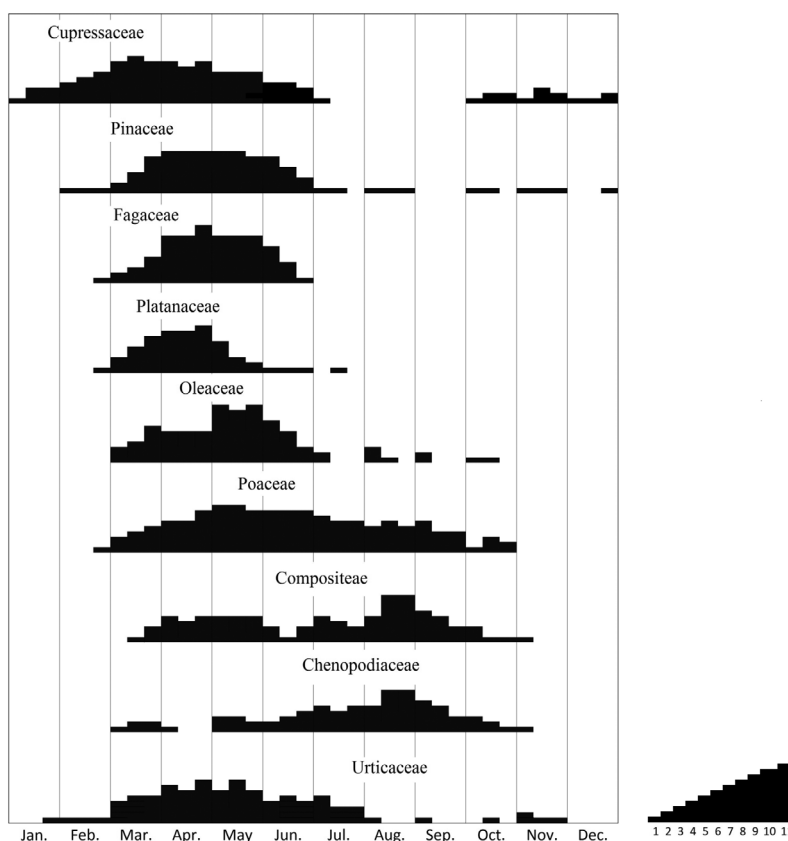 Cupressaceae
Pinaceae
Fagaceae
Platanaceae
Oleaceae
Poaceae
Compositeae
Chenopodiaceae
Urticaceae
Jan. Feb. Mar. Apr. May Jun. Jul. Aug. Sep. Oct. Nov. Dec.
1 2 3 4 5 6 7 8 9 10